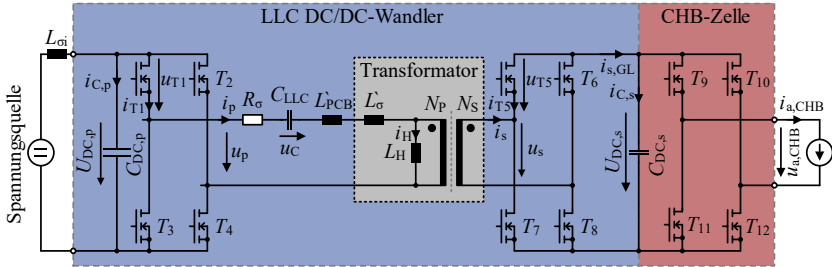 LLC DC/DC-Wandler
CHB-Zelle
Lσi
iC,p
iT1
uT1
T2
ip
Rσ
CLLC
L'PCB
L'σ
Transformator
NP
NS
iH
LH
uT5
iT5
T6
is,GL
iC,s
T9
T10
ia,CHB
Spannungsquelle
UDC,p
CDC,p
up
uC
is
us
UDC,s
CDC,s
ua,CHB
T3
T4
T7
T8
T11
T12